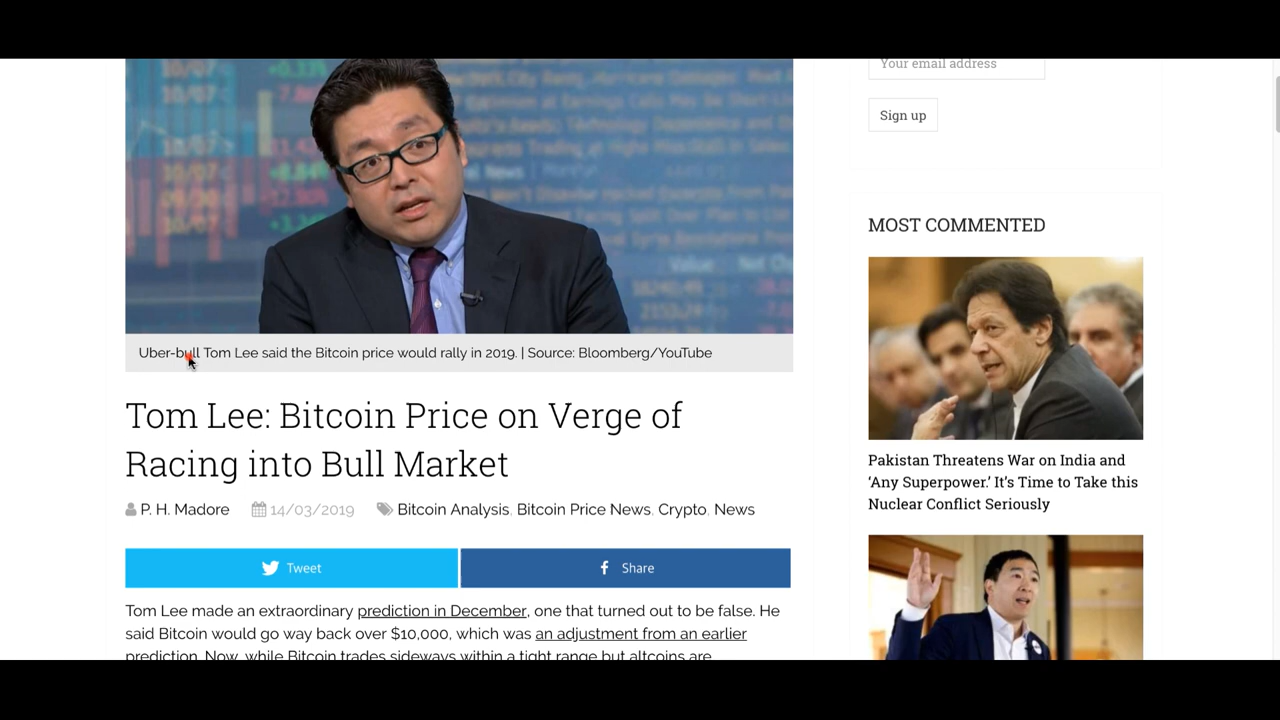 Your email address
Sign up
Uber-bull Tom Lee said the Bitcoin price would rally in 2019. | Source: Bloomberg/YouTube
Tom Lee: Bitcoin Price on Verge of
Racing into Bull Market
P. H. Madore 14/03/2019 Bitcoin Analysis, Bitcoin Price News, Crypto, News
Tweet
Share
Tom Lee made an extraordinary prediction in December, one that turned out to be false. He
said Bitcoin would go way back over $10,000, which was an adjustment from an earlier
prediction. Now, while Bitcoin trades sideways within a tight range but altcoins are
MOST COMMENTED
Pakistan Threatens War on India and
‘Any Superpower.’ It’s Time to Take this
Nuclear Conflict Seriously